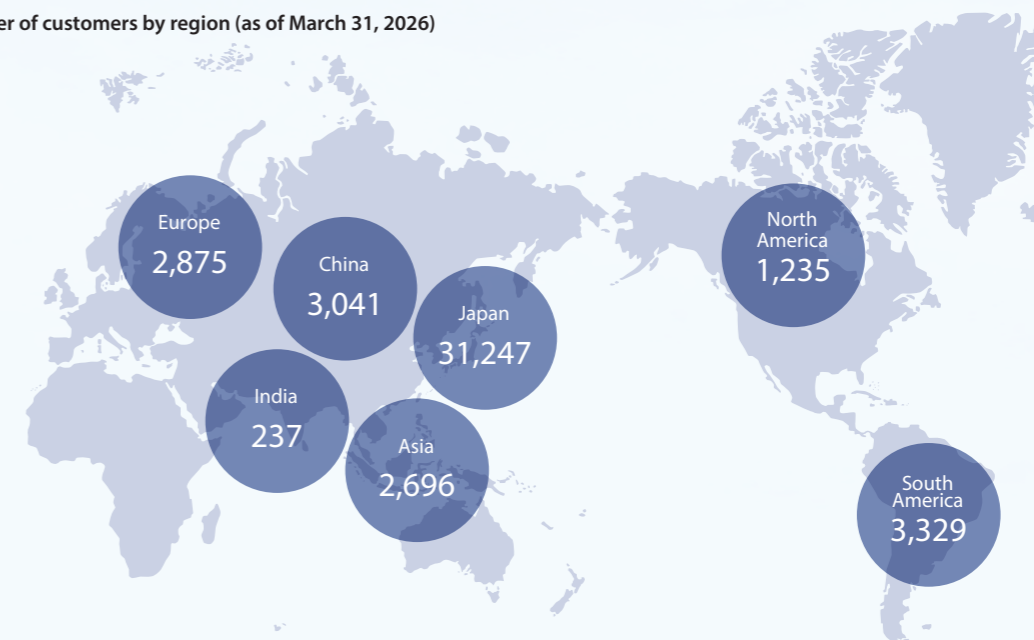 er of customers by region (as of March 31, 2026)
Europe
2,875
China
3,041
Japan
31,247
India
237
Asia
2,696
North
America
1,235
South
America
3,329